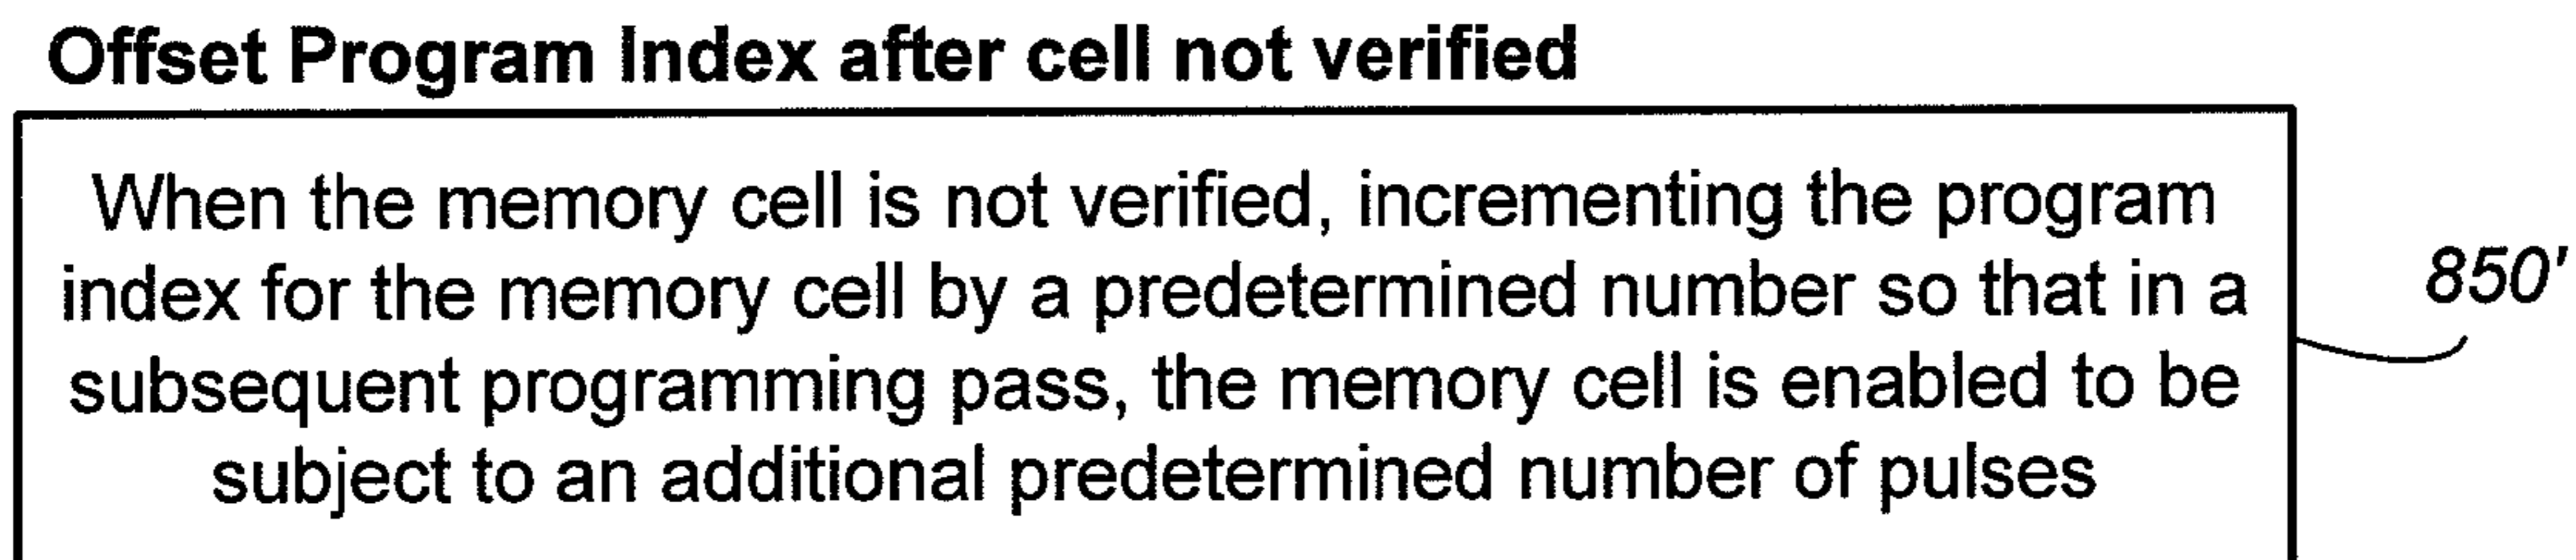 Offset Program Index after cell not verified
When the memory cell is not verified, incrementing the program
index for the memory cell by a predetermined number so that in a
subsequent programming pass, the memory cell is enabled to be
subject to an additional predetermined number of pulses
850'